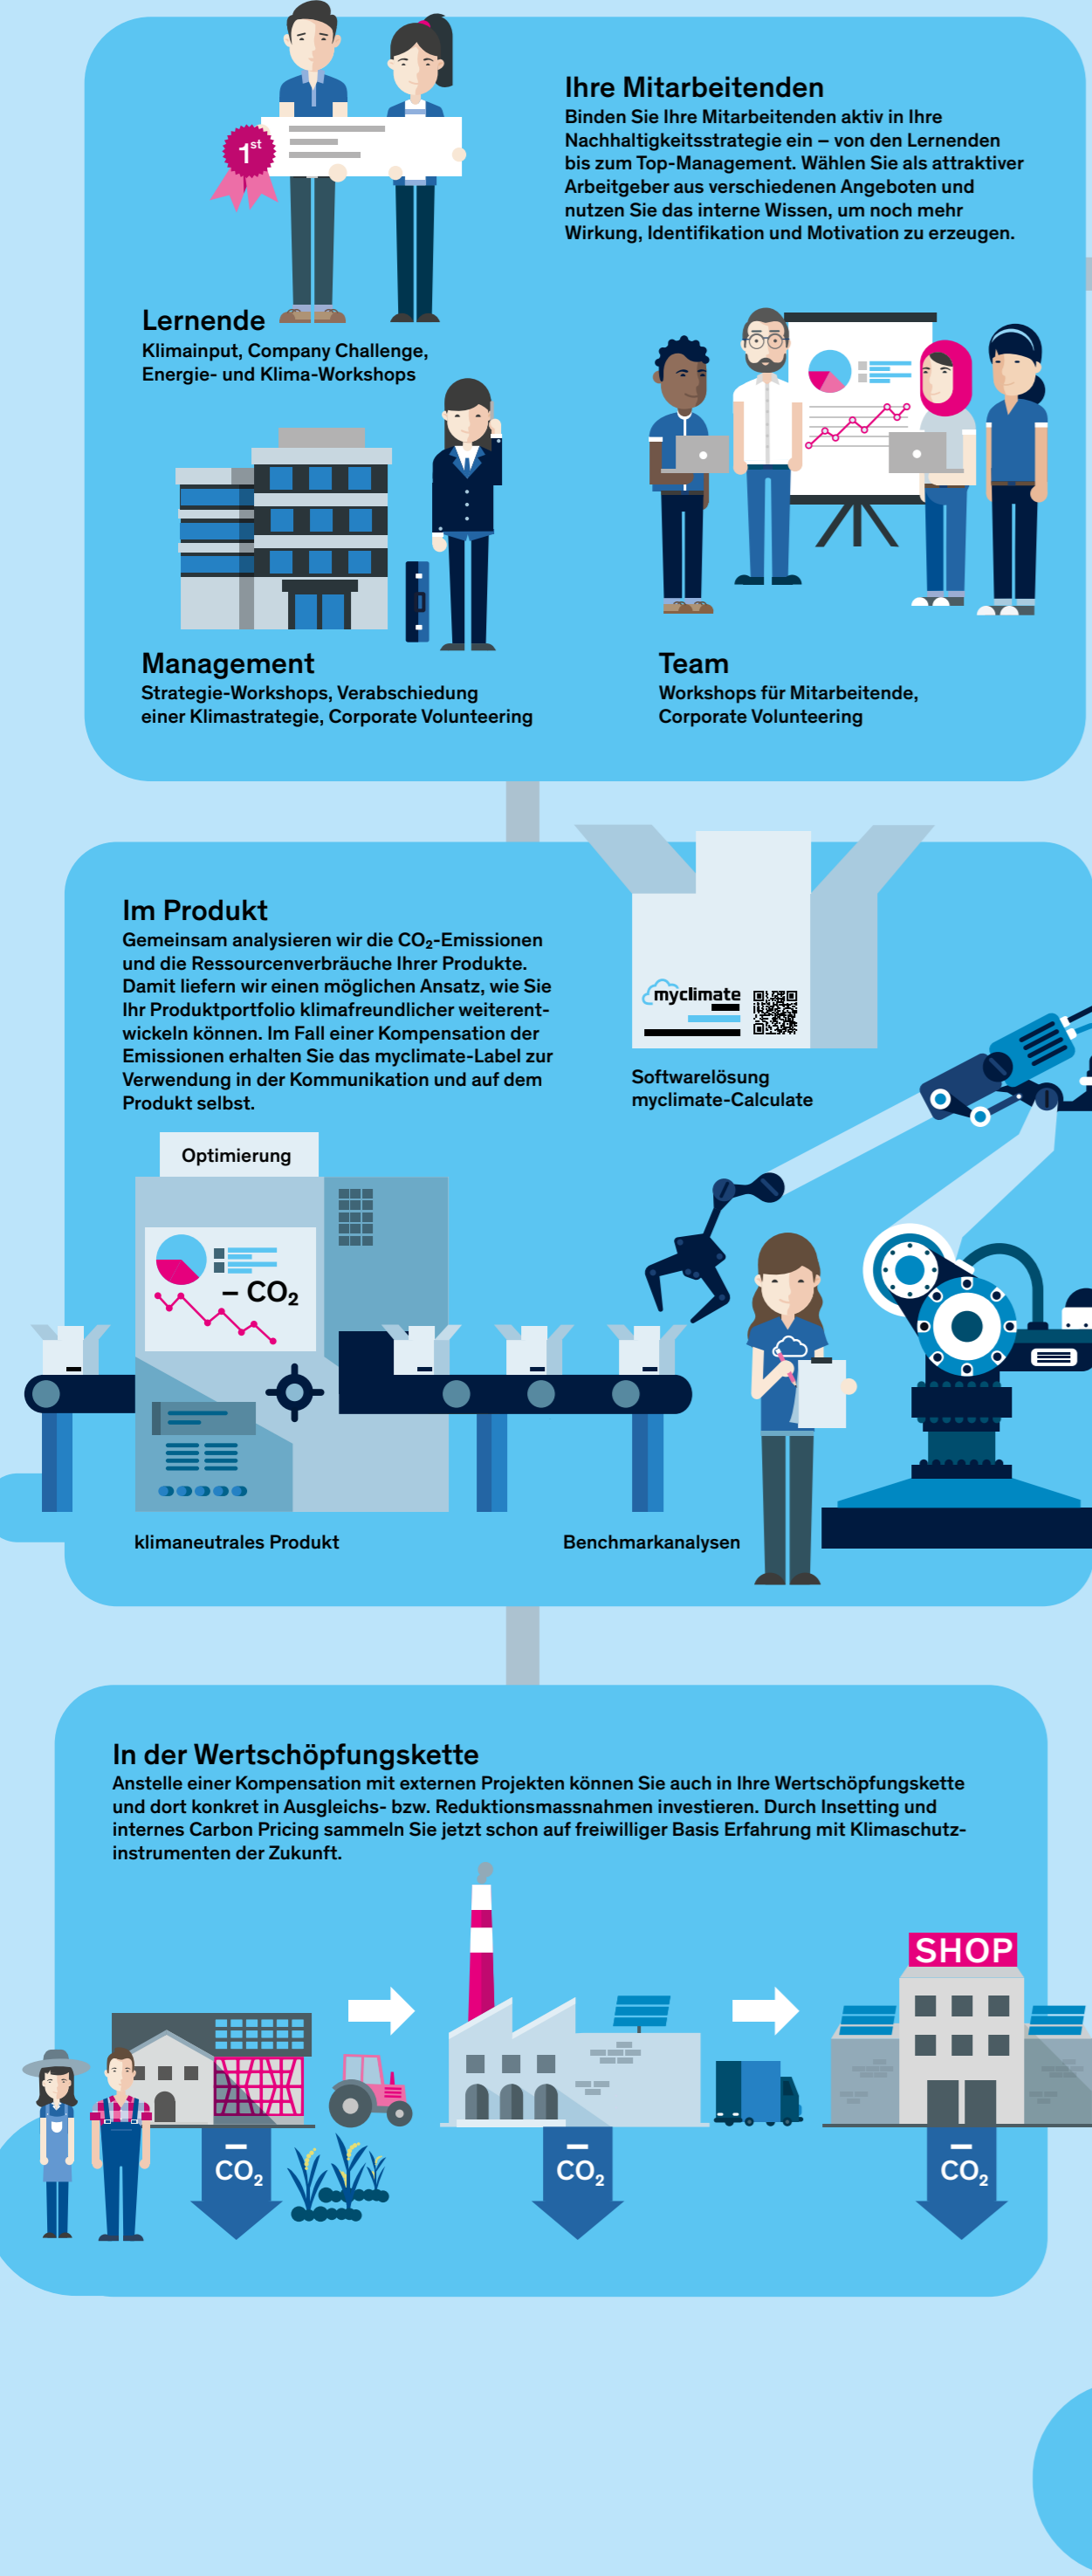 1st
Ihre Mitarbeitenden
Binden Sie Ihre Mitarbeitenden aktiv in Ihre
Nachhaltigkeitsstrategie ein – von den Lernenden
bis zum Top-Management. Wählen Sie als attraktiver
Arbeitgeber aus verschiedenen Angeboten und
nutzen Sie das interne Wissen, um noch mehr
Wirkung, Identifikation und Motivation zu erzeugen.
Lernende
Klimainput, Company Challenge,
Energie- und Klima-Workshops
Management
Strategie-Workshops, Verabschiedung
einer Klimastrategie, Corporate Volunteering
Team
Workshops für Mitarbeitende,
Corporate Volunteering
Im Produkt
Gemeinsam analysieren wir die CO₂-Emissionen
und die Ressourcenverbräuche Ihrer Produkte.
Damit liefern wir einen möglichen Ansatz, wie Sie
Ihr Produktportfolio klimafreundlicher weiterent-
wickeln können. Im Fall einer Kompensation der
Emissionen erhalten Sie das myclimate-Label zur
Verwendung in der Kommunikation und auf dem
Produkt selbst.
myclimate
Softwarelösung
myclimate-Calculate
Optimierung
– CO₂
klimaneutrales Produkt
Benchmarkanalysen
In der Wertschöpfungskette
Anstelle einer Kompensation mit externen Projekten können Sie auch in Ihre Wertschöpfungskette
und dort konkret in Ausgleichs- bzw. Reduktionsmassnahmen investieren. Durch Insetting und
internes Carbon Pricing sammeln Sie jetzt schon auf freiwilliger Basis Erfahrung mit Klimaschutz-
instrumenten der Zukunft.
SHOP
–
CO₂
–
CO₂
–
CO₂